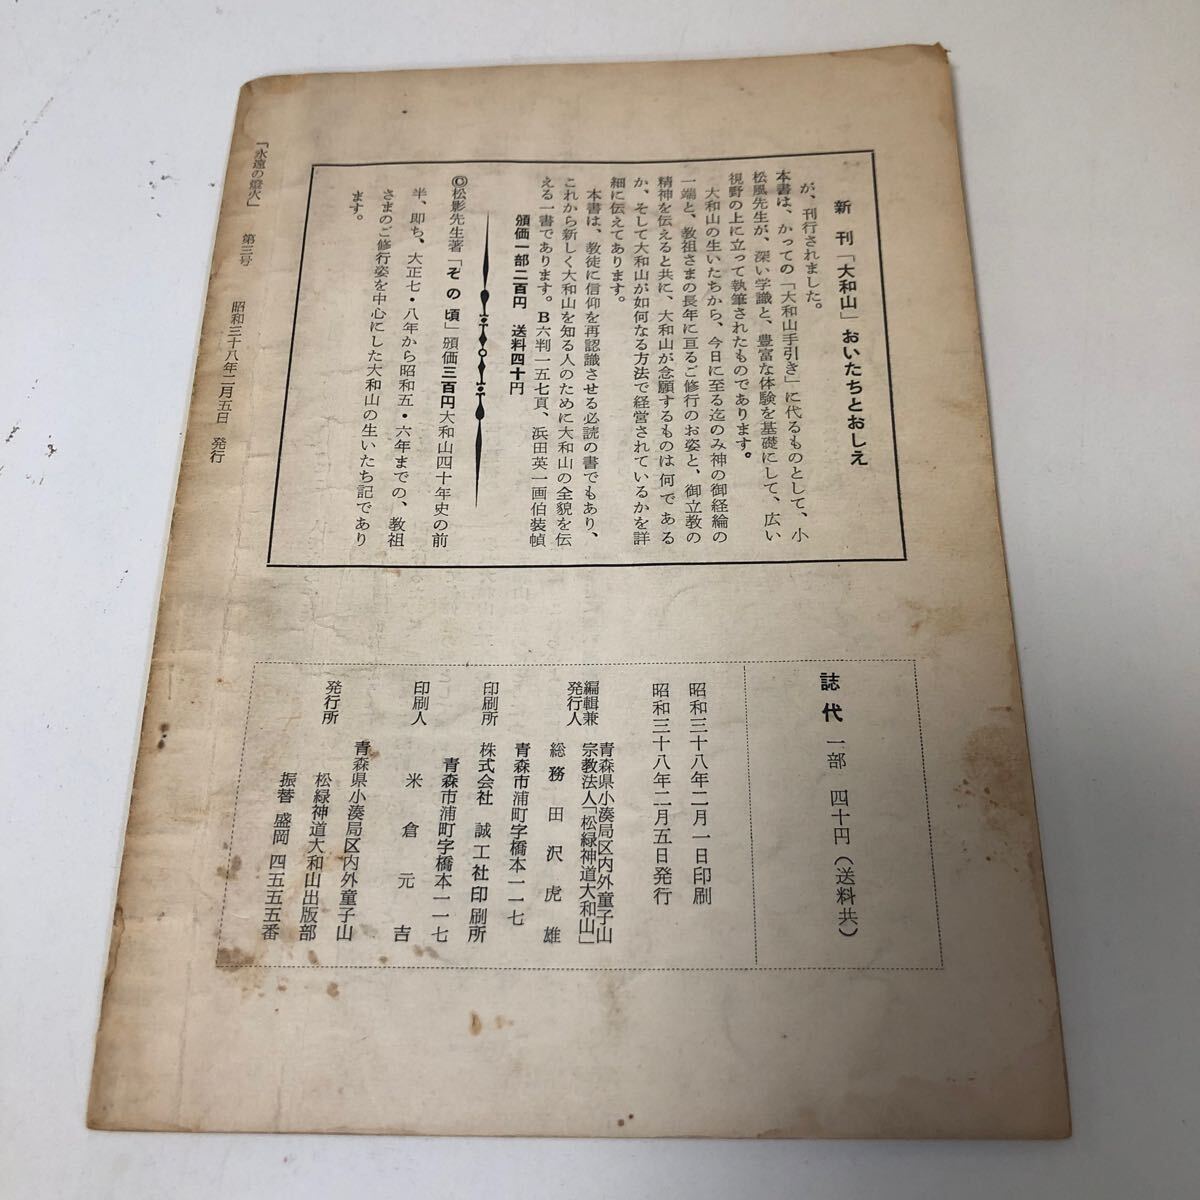 新刊「大和山」おいたちとおしえ
が、刊行されました。
本書は、かつての「大和山手引き」に代るものとして、小
松風先生が、深い学識と、豊富な体験を基礎にして、広い
視野の上に立って執筆されたものであります。
大和山の生いたちから、今日に至る迄のみ神の御経綸の
一端と、教祖さまの長年に亘るご修行のお姿と、御立教の
精神を伝えると共に、大和山が念願するものは何である
か、そして大和山が如何なる方法で経営されているかを詳
細に伝えてあります。
本書は、教徒に信仰を再認識させる必読の書でもあり、
これから新しく大和山を知る人のために大和山の全貌を伝
える一書であります。B六判一五七頁、浜田英一画伯装幀
頒価一部二百円 送料四十円
◎松影先生著「その頃」頒価三百円大和山四十年史の前
半、即ち、大正七・八年から昭和五・六年までの、教祖
さまのご修行姿を中心にした大和山の生いたち記であり
ます。
誌代 一部 四十円(送料共)
昭和三十八年二月一日印刷
昭和三十八年二月五日発行
青森県小湊局区内外童子山
編輯兼発行人 宗教法人「松緑神道大和山」
総務 田沢虎雄
青森市浦町字橋本一一七
印刷所 株式会社 誠工社印刷所
青森市浦町字橋本一一七
印刷人 米倉元吉
青森県小湊局区内外童子山
発行所 松緑神道大和山出版部
振替 盛岡 四五五五番
「永遠の燈火」 第三号 昭和三十八年二月五日 発行